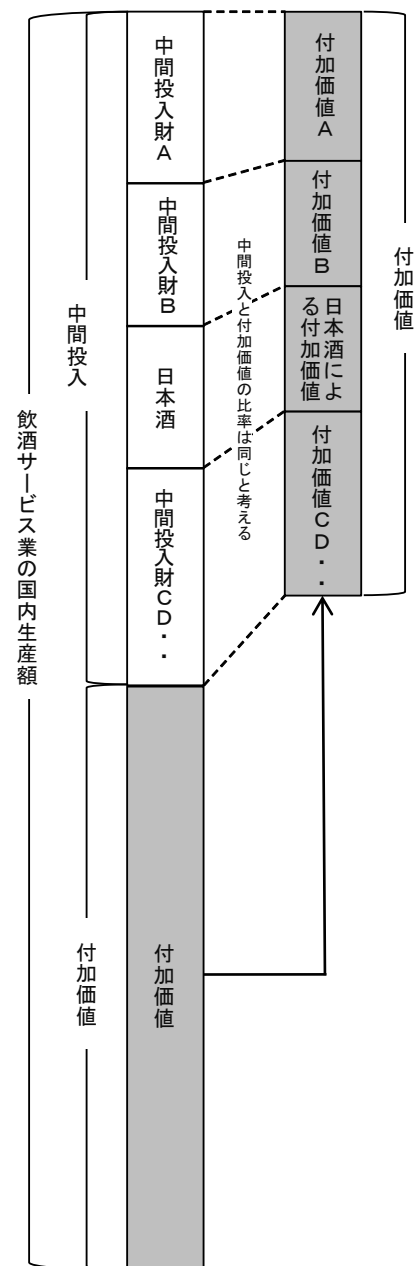 飲酒サービス業の国内生産額
中間投入
付加価値
中間投入財A
中間投入財B
日本酒
中間投入財CD・・
付加価値
中間投入と付加価値の比率は同じと考える
付加価値A
付加価値B
日本酒によ
る付加価値
付加価値CD・・
付加価値